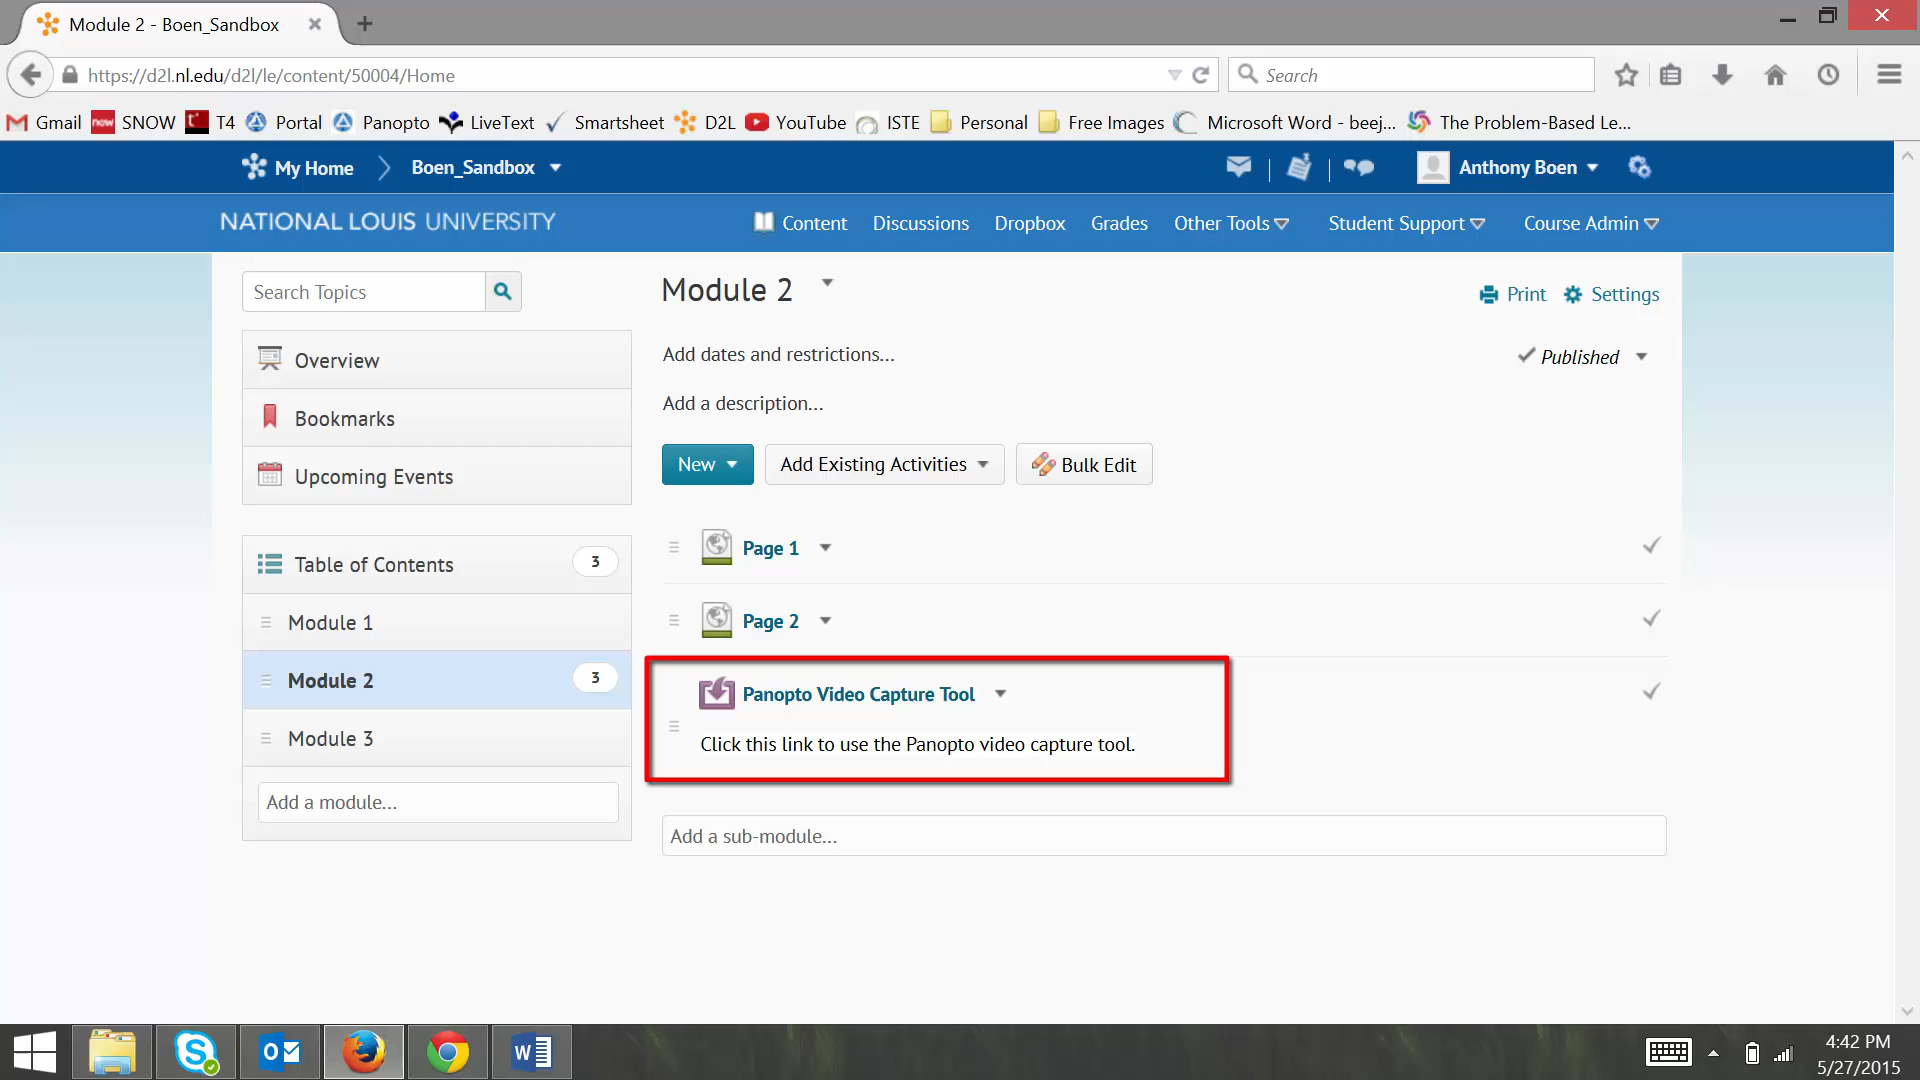 Module 2 - Boen_Sandbox
https://d2l.nl.edu/d2l/le/content/50004/Home
Search
Gmail
now SNOW
T4
Portal
Panopto
LiveText
Smartsheet
D2L
YouTube
ISTE
Personal
Free Images
Microsoft Word - beej...
The Problem-Based Le...
My Home
Boen_Sandbox
Anthony Boen
NATIONAL LOUIS UNIVERSITY
Content
Discussions
Dropbox
Grades
Other Tools
Student Support
Course Admin
Search Topics
Overview
Bookmarks
Upcoming Events
Table of Contents 3
Module 1
Module 2 3
Module 3
Add a module...
Module 2
Print
Settings
Add dates and restrictions...
Published
Add a description...
New
Add Existing Activities
Bulk Edit
Page 1
Page 2
Panopto Video Capture Tool
Click this link to use the Panopto video capture tool.
Add a sub-module...
4:42 PM
5/27/2015